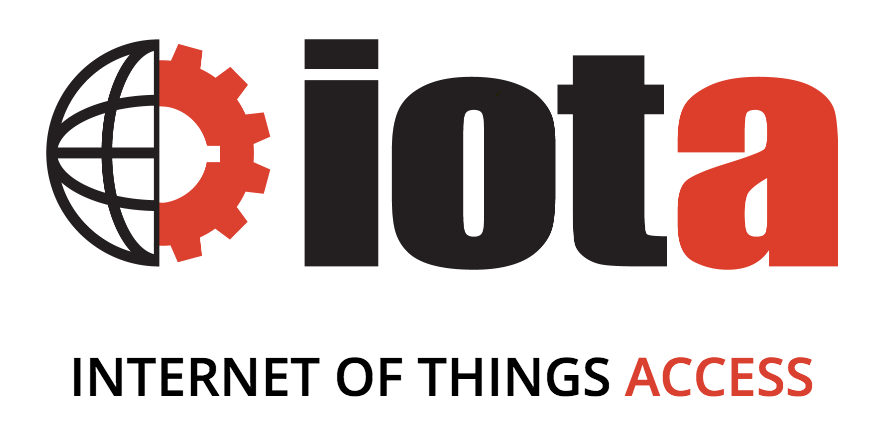 iota
INTERNET OF THINGS ACCESS